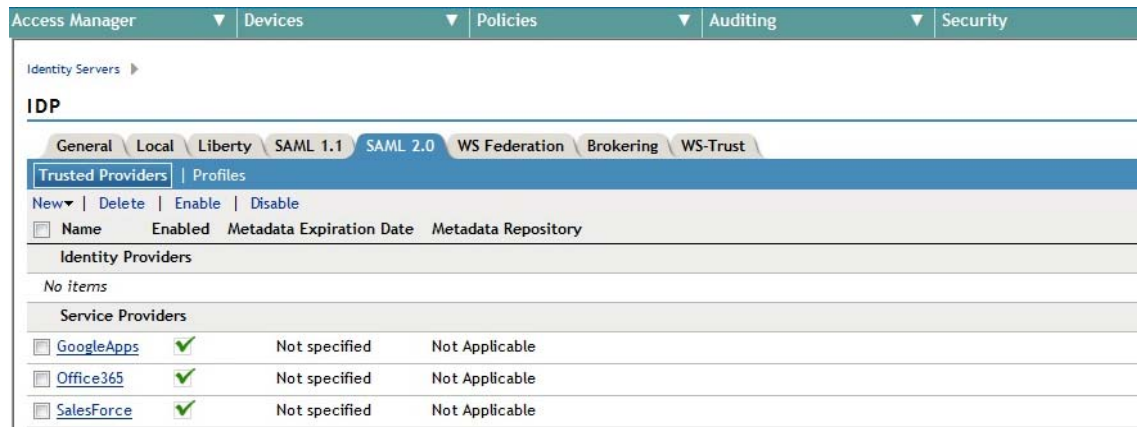 Access Manager ▼ Devices ▼ Policies ▼ Auditing ▼ Security
Identity Servers
IDP
General Local Liberty SAML 1.1 SAML 2.0 WS Federation Brokering WS-Trust
Trusted Providers | Profiles
New▾ | Delete | Enable | Disable
Name Enabled Metadata Expiration Date Metadata Repository
Identity Providers
No items
Service Providers
GoogleApps Not specified Not Applicable
Office365 Not specified Not Applicable
SalesForce Not specified Not Applicable